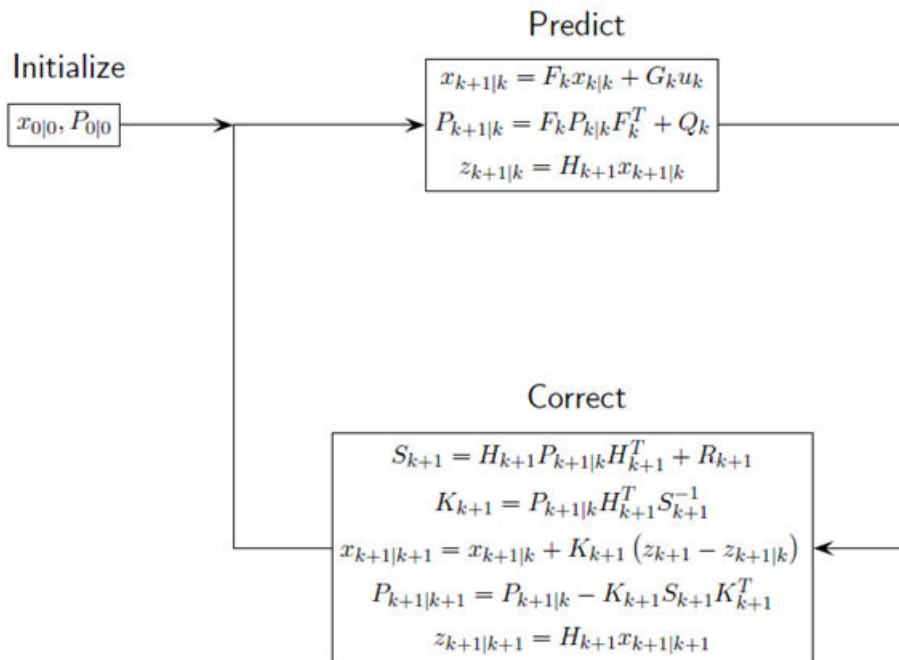 Initialize
x_{0|0}, P_{0|0}
Predict
x_{k+1|k} = F_k x_{k|k} + G_k u_k
P_{k+1|k} = F_k P_{k|k} F_k^T + Q_k
z_{k+1|k} = H_{k+1} x_{k+1|k}
Correct
S_{k+1} = H_{k+1} P_{k+1|k} H_{k+1}^T + R_{k+1}
K_{k+1} = P_{k+1|k} H_{k+1}^T S_{k+1}^{-1}
x_{k+1|k+1} = x_{k+1|k} + K_{k+1} (z_{k+1} − z_{k+1|k})
P_{k+1|k+1} = P_{k+1|k} − K_{k+1} S_{k+1} K_{k+1}^T
z_{k+1|k+1} = H_{k+1} x_{k+1|k+1}